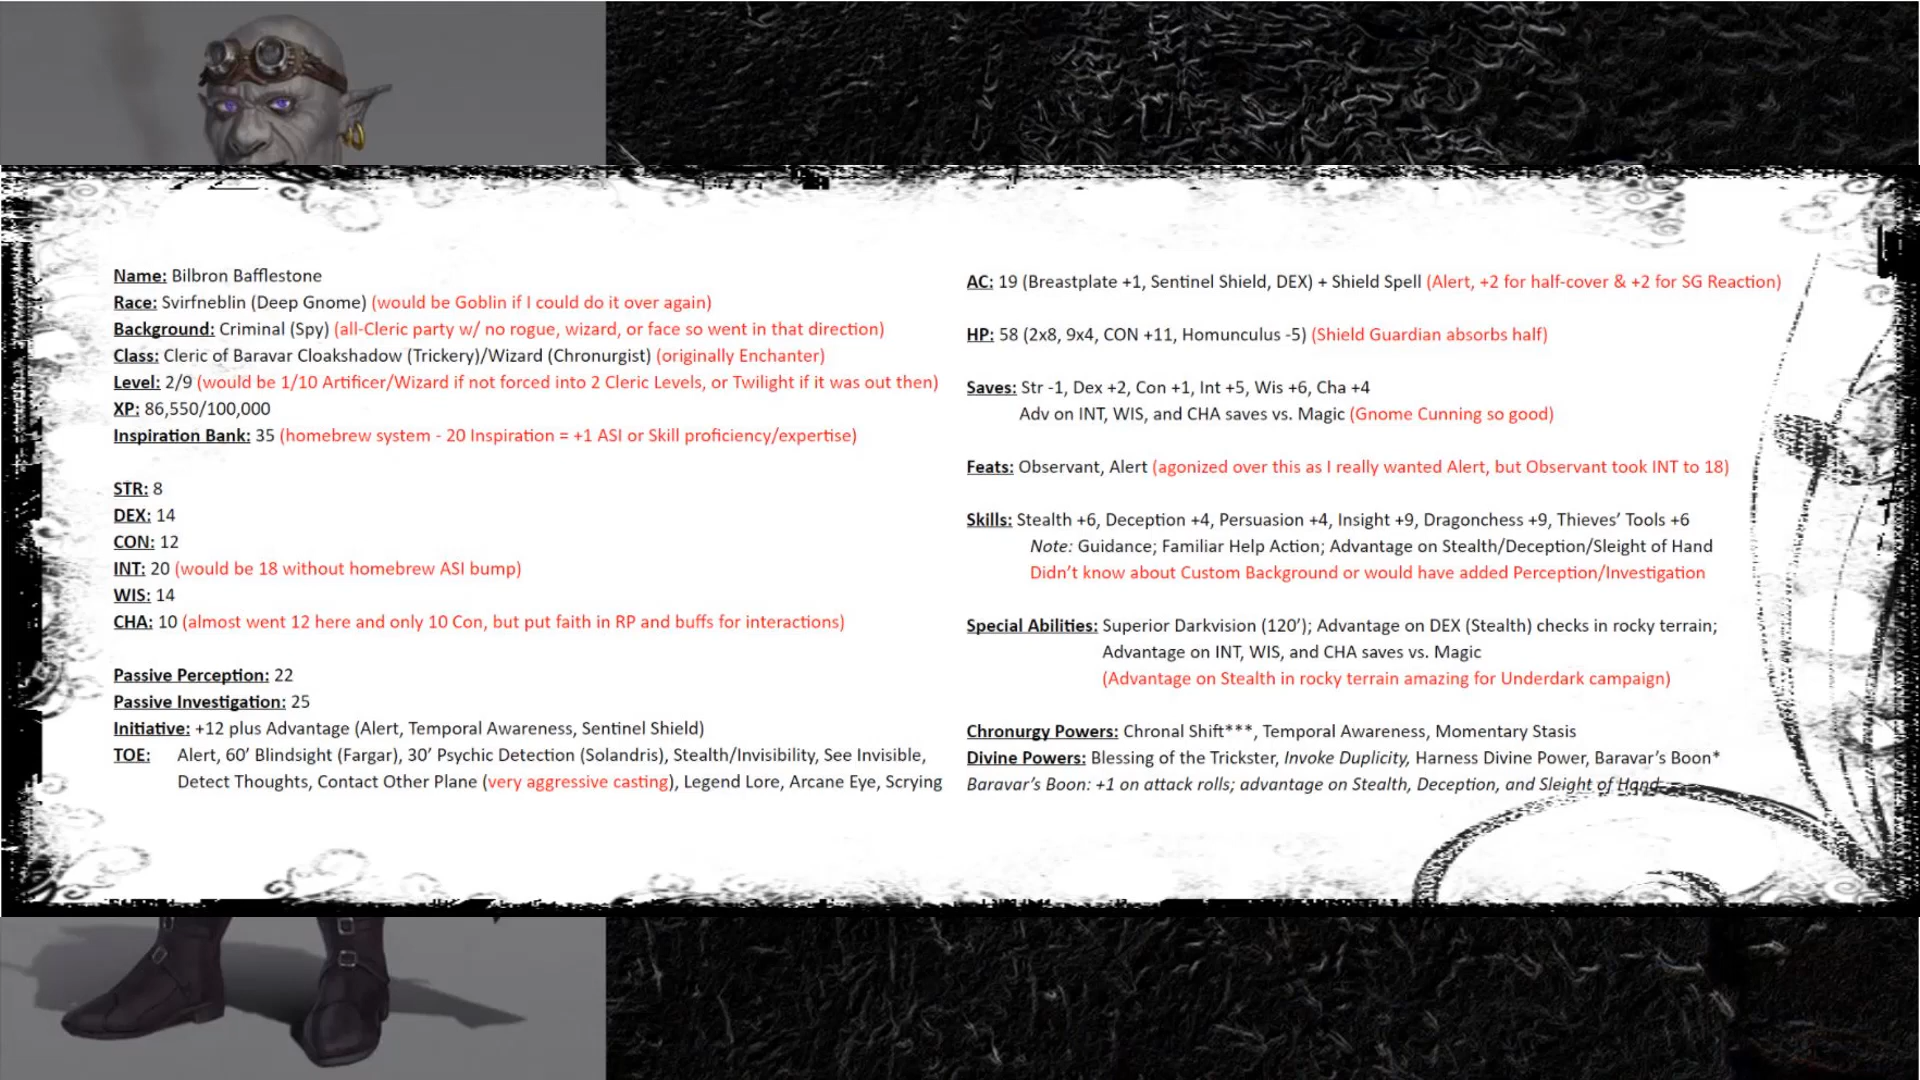 Name: Bilbron Bafflestone
Race: Svirfneblin (Deep Gnome) (would be Goblin if I could do it over again)
Background: Criminal (Spy) (all-Cleric party w/ no rogue, wizard, or face so went in that direction)
Class: Cleric of Baravar Cloakshadow (Trickery)/Wizard (Chronurgist) (originally Enchanter)
Level: 2/9 (would be 1/10 Artificer/Wizard if not forced into 2 Cleric Levels, or Twilight if it was out then)
XP: 86,550/100,000
Inspiration Bank: 35 (homebrew system - 20 Inspiration = +1 ASI or Skill proficiency/expertise)
STR: 8
DEX: 14
CON: 12
INT: 20 (would be 18 without homebrew ASI bump)
WIS: 14
CHA: 10 (almost went 12 here and only 10 Con, but put faith in RP and buffs for interactions)
Passive Perception: 22
Passive Investigation: 25
Initiative: +12 plus Advantage (Alert, Temporal Awareness, Sentinel Shield)
TOE: Alert, 60’ Blindsight (Fargar), 30’ Psychic Detection (Solandris), Stealth/Invisibility, See Invisible,
Detect Thoughts, Contact Other Plane (very aggressive casting), Legend Lore, Arcane Eye, Scrying
AC: 19 (Breastplate +1, Sentinel Shield, DEX) + Shield Spell (Alert, +2 for half-cover & +2 for SG Reaction)
HP: 58 (2x8, 9x4, CON +11, Homunculus -5) (Shield Guardian absorbs half)
Saves: Str -1, Dex +2, Con +1, Int +5, Wis +6, Cha +4
Adv on INT, WIS, and CHA saves vs. Magic (Gnome Cunning so good)
Feats: Observant, Alert (agonized over this as I really wanted Alert, but Observant took INT to 18)
Skills: Stealth +6, Deception +4, Persuasion +4, Insight +9, Dragonchess +9, Thieves’ Tools +6
Note: Guidance; Familiar Help Action; Advantage on Stealth/Deception/Sleight of Hand
Didn’t know about Custom Background or would have added Perception/Investigation
Special Abilities: Superior Darkvision (120’); Advantage on DEX (Stealth) checks in rocky terrain;
Advantage on INT, WIS, and CHA saves vs. Magic
(Advantage on Stealth in rocky terrain amazing for Underdark campaign)
Chronurgy Powers: Chronal Shift***, Temporal Awareness, Momentary Stasis
Divine Powers: Blessing of the Trickster, Invoke Duplicity, Harness Divine Power, Baravar’s Boon*
Baravar’s Boon: +1 on attack rolls; advantage on Stealth, Deception, and Sleight of Hand